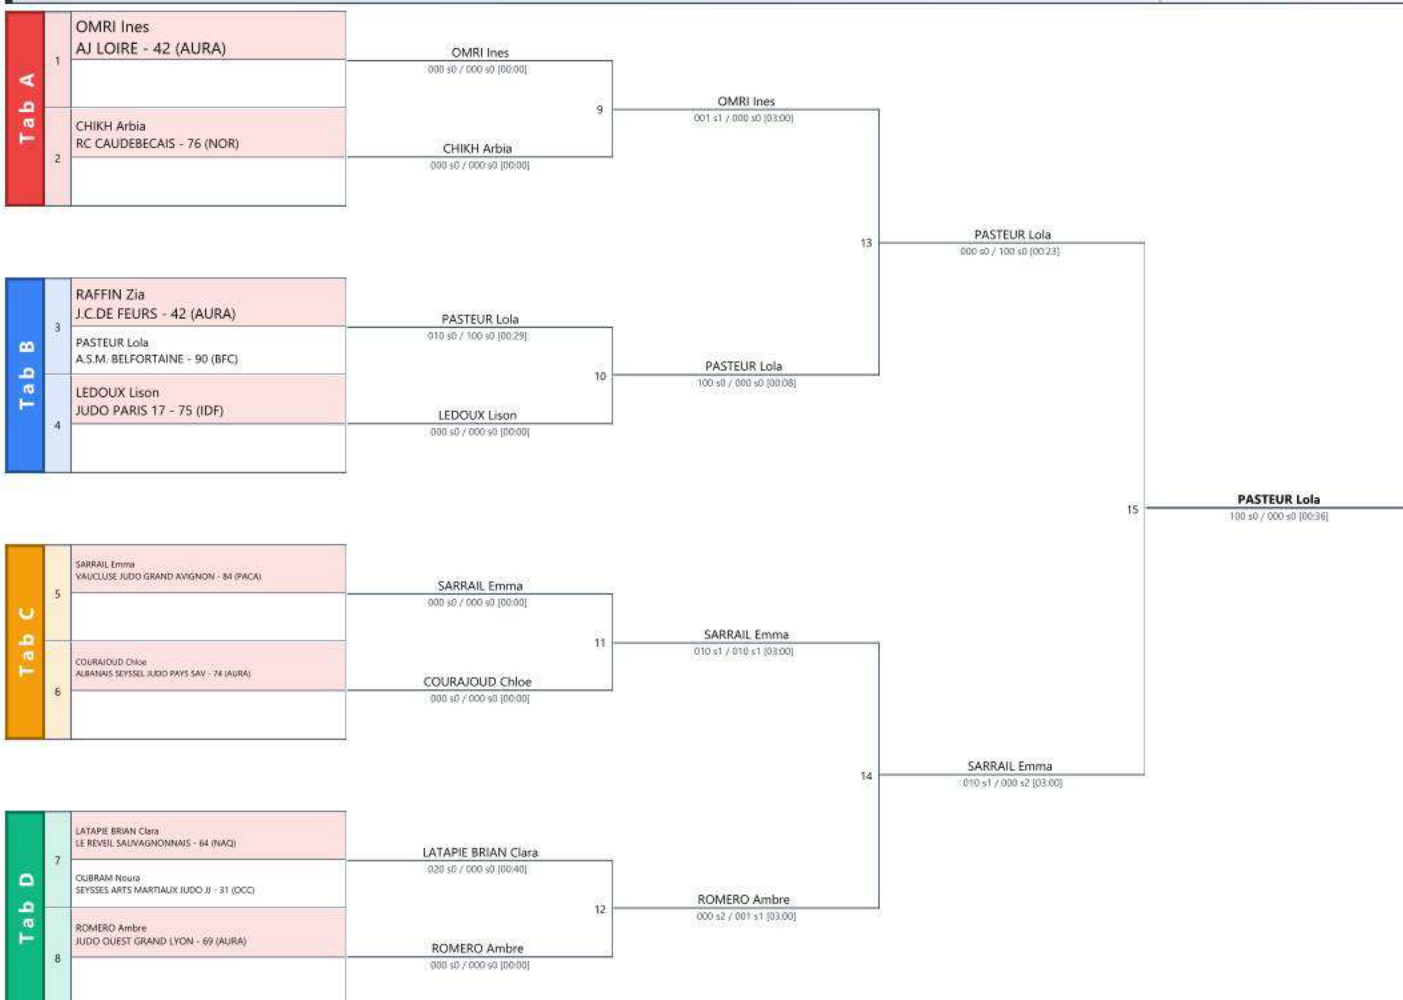 Tab A
1
OMRI Ines
AJ LOIRE - 42 (AURA)
2
CHIKH Arbia
RC CAUDEBECAIS - 76 (NOR)
OMRI Ines
000 s0 / 000 s0 [00:00]
CHIKH Arbia
000 s0 / 000 s0 [00:00]
9
OMRI Ines
001 s1 / 000 s0 [03:00]
Tab B
3
RAFFIN Zia
J.C.DE FEURS - 42 (AURA)
PASTEUR Lola
A.S.M. BELFORTAINE - 90 (BFC)
4
LEDOUX Lison
JUDO PARIS 17 - 75 (IDF)
PASTEUR Lola
010 s0 / 100 s0 [00:29]
LEDOUX Lison
000 s0 / 000 s0 [00:00]
10
PASTEUR Lola
100 s0 / 000 s0 [00:08]
13
PASTEUR Lola
000 s0 / 100 s0 [00:23]
Tab C
5
SARRAIL Emma
VAUCLUSE JUDO GRAND AVIGNON - 84 (PACA)
6
COURAJOUD Chloe
ALBANAIS SEYSSEL JUDO PAYS SAV - 74 (AURA)
SARRAIL Emma
000 s0 / 000 s0 [00:00]
COURAJOUD Chloe
000 s0 / 000 s0 [00:00]
11
SARRAIL Emma
010 s1 / 010 s1 [03:00]
Tab D
7
LATAPIE BRIAN Clara
LE REVEIL SAUVAGNONNAIS - 64 (NAQ)
OUBRAM Noura
SEYSSES ARTS MARTIAUX JUDO JJ - 31 (OCC)
8
ROMERO Ambre
JUDO OUEST GRAND LYON - 69 (AURA)
LATAPIE BRIAN Clara
020 s0 / 000 s0 [00:40]
ROMERO Ambre
000 s0 / 000 s0 [00:00]
12
ROMERO Ambre
000 s2 / 001 s1 [03:00]
14
SARRAIL Emma
010 s1 / 000 s2 [03:00]
15
PASTEUR Lola
100 s0 / 000 s0 [00:36]